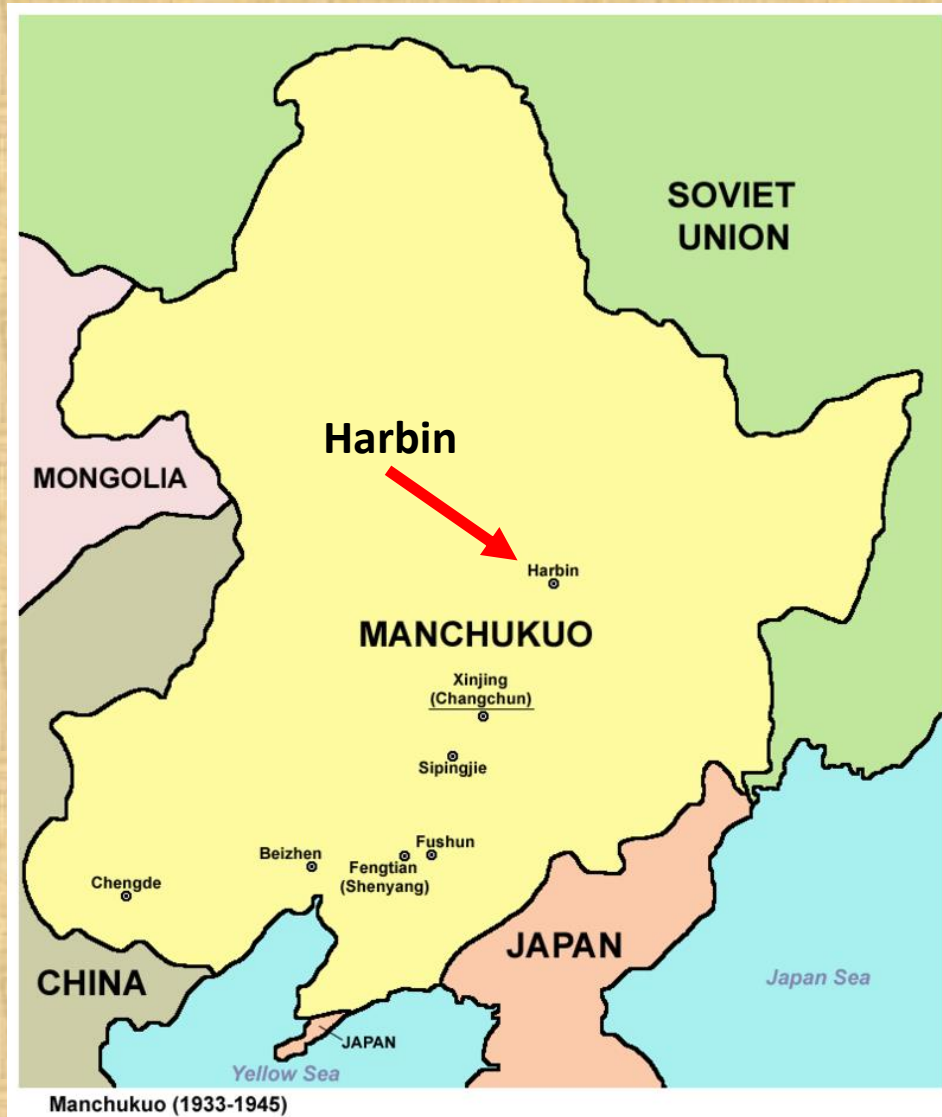 SOVIET
UNION
Harbin
MONGOLIA
Harbin
MANCHUKUO
Xinjing
(Changchun)
Sipingjie
Fushun
Beizhen
Fengtian
(Shenyang)
Chengde
JAPAN
CHINA
Japan Sea
JAPAN
Yellow Sea
Manchukuo (1933-1945)